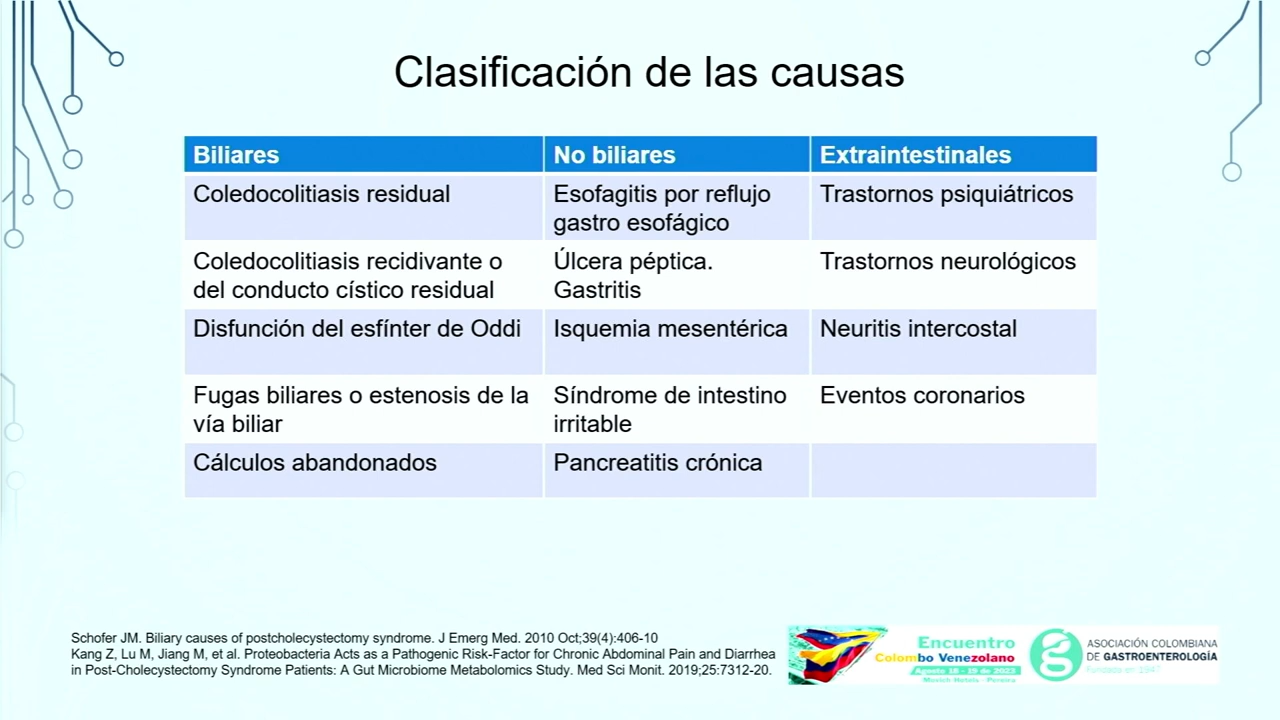 Clasificación de las causas
Biliares
No biliares
Extraintestinales
Coledocolitiasis residual
Esofagitis por reflujo
gastro esofágico
Trastornos psiquiátricos
Coledocolitiasis recidivante o
del conducto cístico residual
Úlcera péptica.
Gastritis
Trastornos neurológicos
Disfunción del esfínter de Oddi
Isquemia mesentérica
Neuritis intercostal
Fugas biliares o estenosis de la
vía biliar
Síndrome de intestino
irritable
Eventos coronarios
Cálculos abandonados
Pancreatitis crónica
Schofer JM. Biliary causes of postcholecystectomy syndrome. J Emerg Med. 2010 Oct;39(4):406-10
Kang Z, Lu M, Jiang M, et al. Proteobacteria Acts as a Pathogenic Risk-Factor for Chronic Abdominal Pain and Diarrhea
in Post-Cholecystectomy Syndrome Patients: A Gut Microbiome Metabolomics Study. Med Sci Monit. 2019;25:7312-20.
Encuentro
Colombo Venezolano
ASOCIACIÓN COLOMBIANA
DE GASTROENTEROLOGÍA
Fundada en 1947